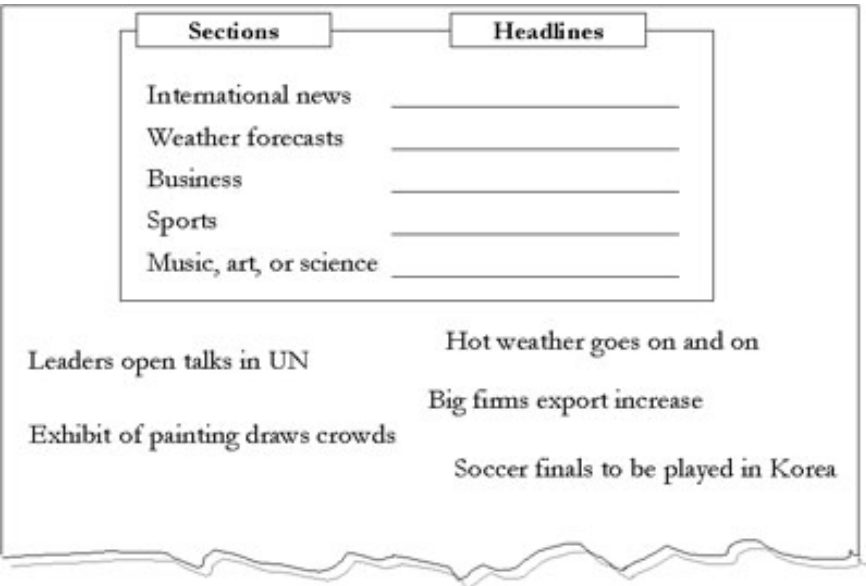 Sections Headlines
International news
Weather forecasts
Business
Sports
Music, art, or science
Hot weather goes on and on
Leaders open talks in UN
Big firms export increase
Exhibit of painting draws crowds
Soccer finals to be played in Korea